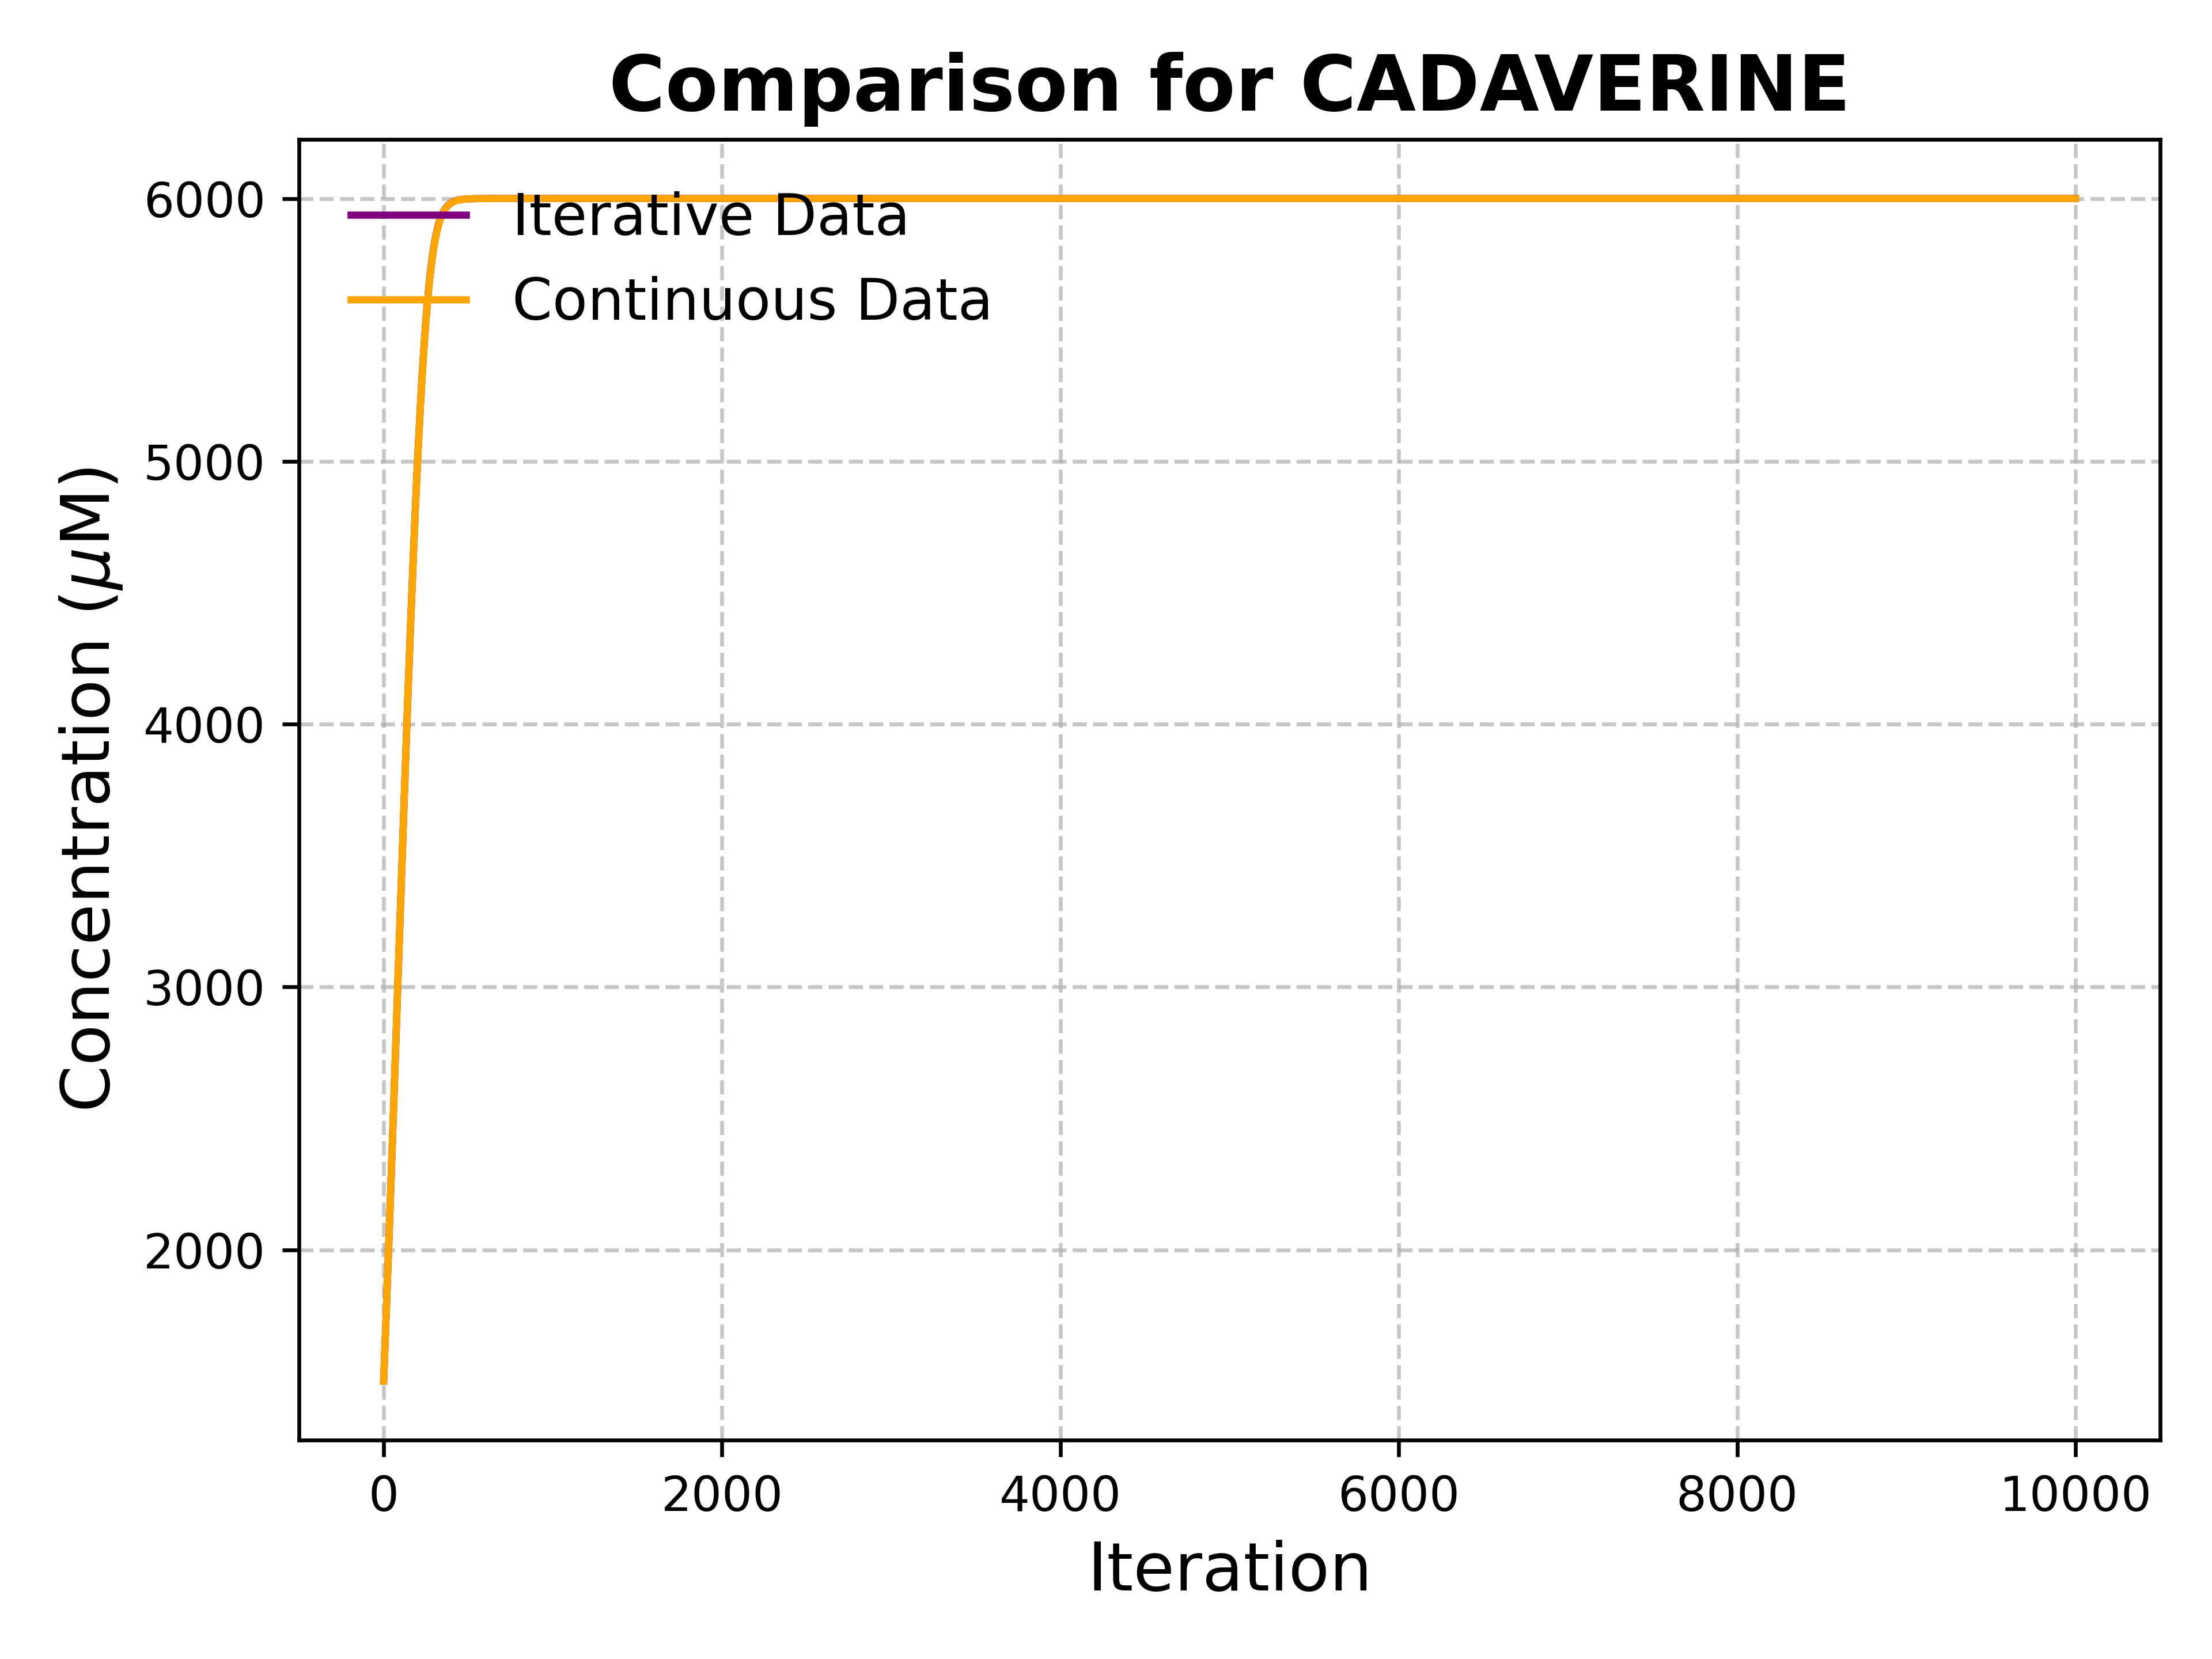 Comparison for CADAVERINE
Iterative Data
Continuous Data
Concentration (μM)
6000
5000
4000
3000
2000
0 2000 4000 6000 8000 10000
Iteration